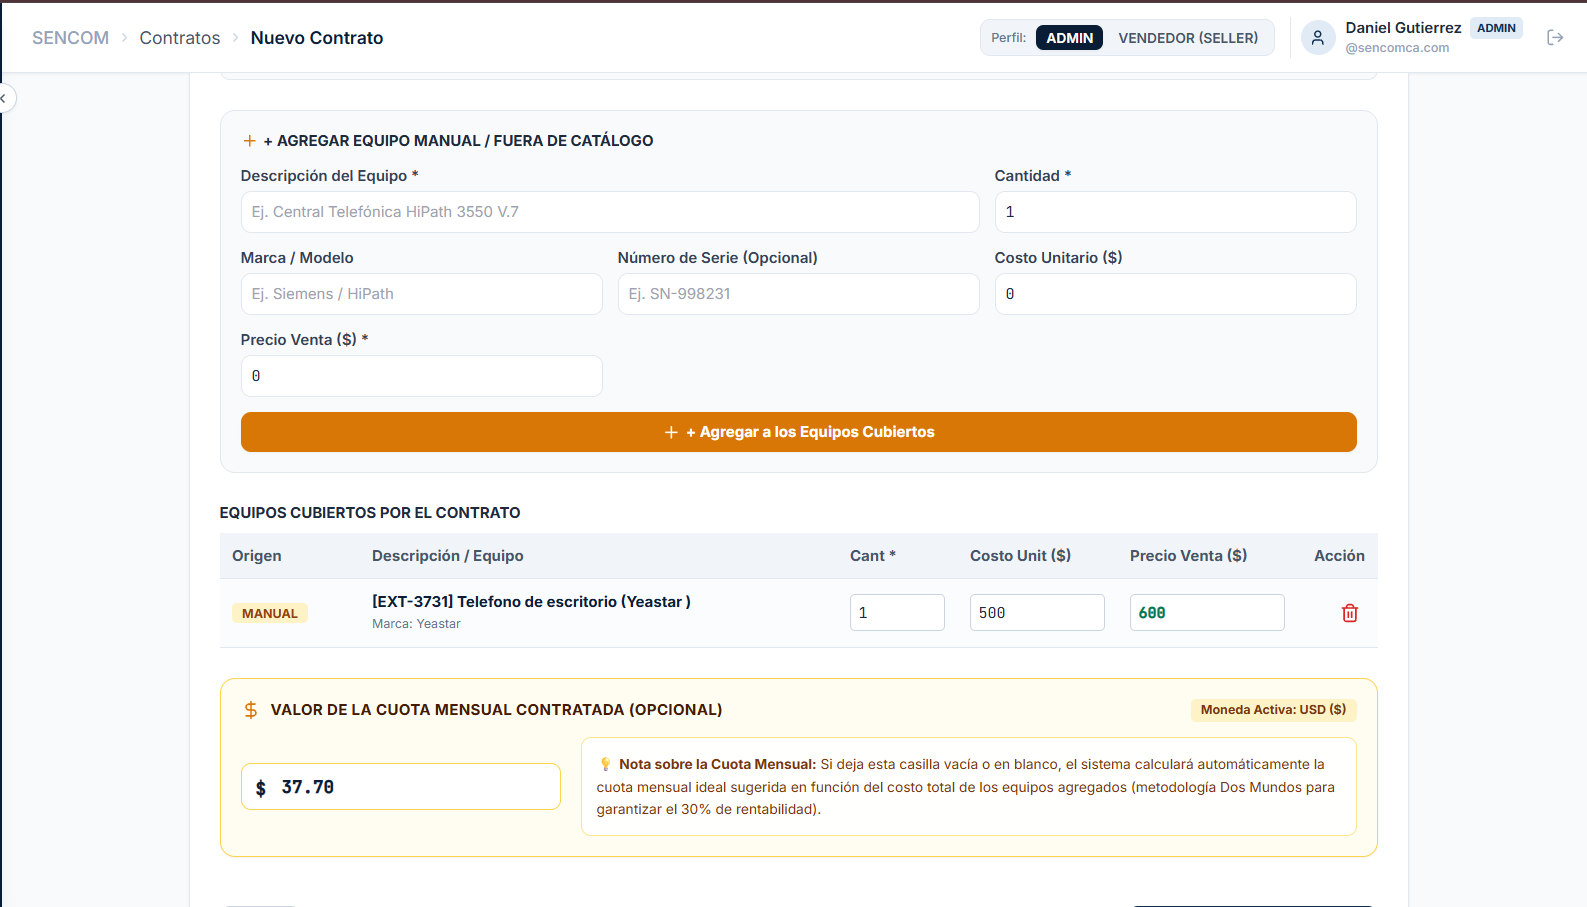 SENCOM > Contratos > Nuevo Contrato
Perfil: ADMIN VENDEDOR (SELLER)
Daniel Gutierrez ADMIN
@sencomca.com
+ + AGREGAR EQUIPO MANUAL / FUERA DE CATÁLOGO
Descripción del Equipo * Cantidad *
Ej. Central Telefónica HiPath 3550 V.7 1
Marca / Modelo Número de Serie (Opcional) Costo Unitario ($)
Ej. Siemens / HiPath Ej. SN-998231 0
Precio Venta ($) *
0
+ + Agregar a los Equipos Cubiertos
EQUIPOS CUBIERTOS POR EL CONTRATO
Origen Descripción / Equipo Cant * Costo Unit ($) Precio Venta ($) Acción
MANUAL [EXT-3731] Telefono de escritorio (Yeastar ) 1 500 600
Marca: Yeastar
$ VALOR DE LA CUOTA MENSUAL CONTRATADA (OPCIONAL) Moneda Activa: USD ($)
$ 37.70
💡 Nota sobre la Cuota Mensual: Si deja esta casilla vacía o en blanco, el sistema calculará automáticamente la
cuota mensual ideal sugerida en función del costo total de los equipos agregados (metodología Dos Mundos para
garantizar el 30% de rentabilidad).